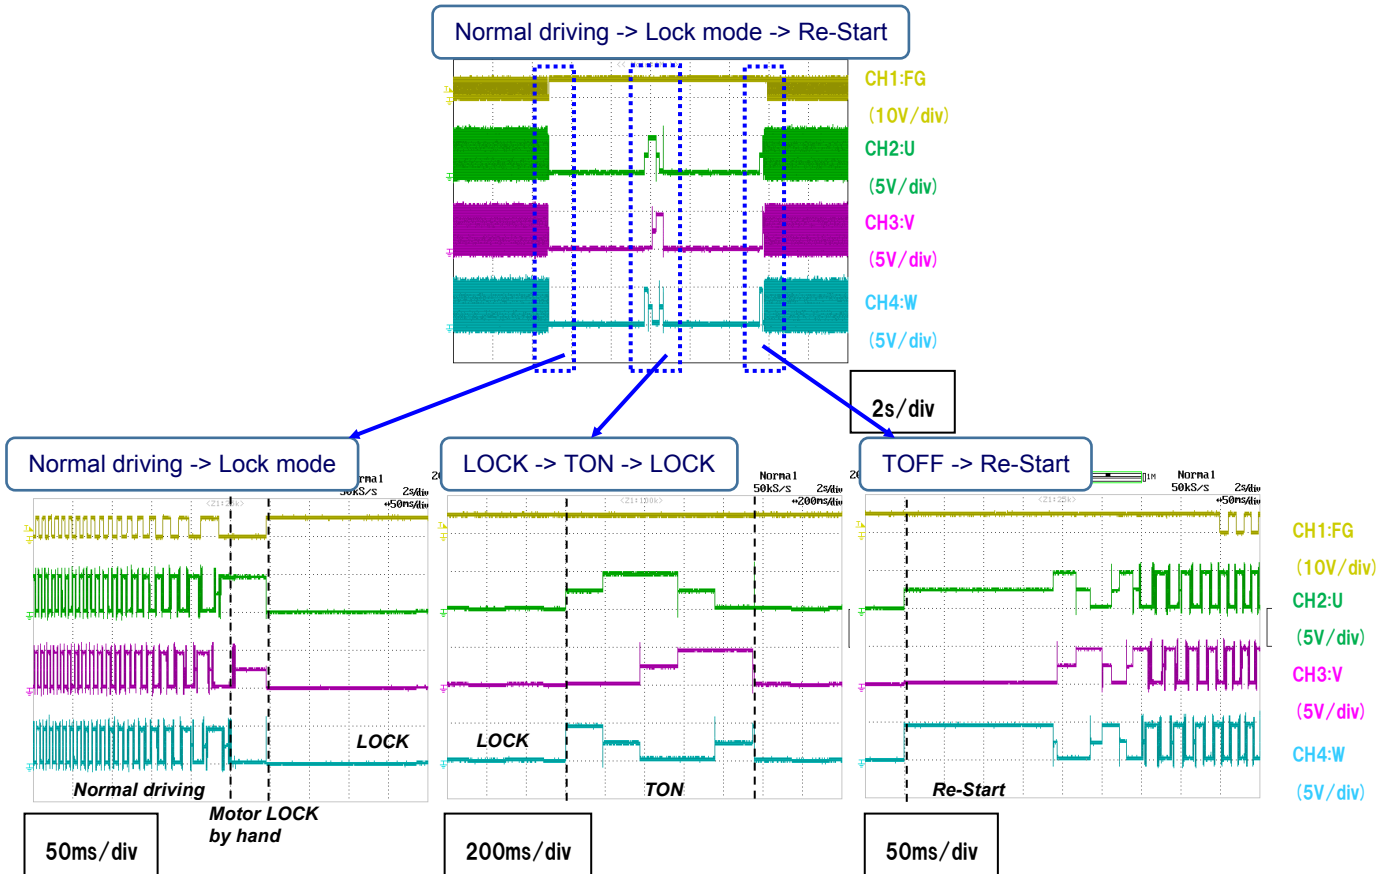 Normal driving -> Lock mode -> Re-Start
CH1:FG
(10V/div)
CH2:U
(5V/div)
CH3:V
(5V/div)
CH4:W
(5V/div)
2s/div
Normal driving -> Lock mode
LOCK -> TON -> LOCK
TOFF -> Re-Start
50kS/s 2s/div
50ms/div
Normal
50kS/s 2s/div
200ms/div
1M
Normal
50kS/s 2s/div
50ms/div
LOCK
Normal driving
Motor LOCK
by hand
LOCK
TON
Re-Start
CH1:FG
(10V/div)
CH2:U
(5V/div)
CH3:V
(5V/div)
CH4:W
(5V/div)
50ms/div
200ms/div
50ms/div